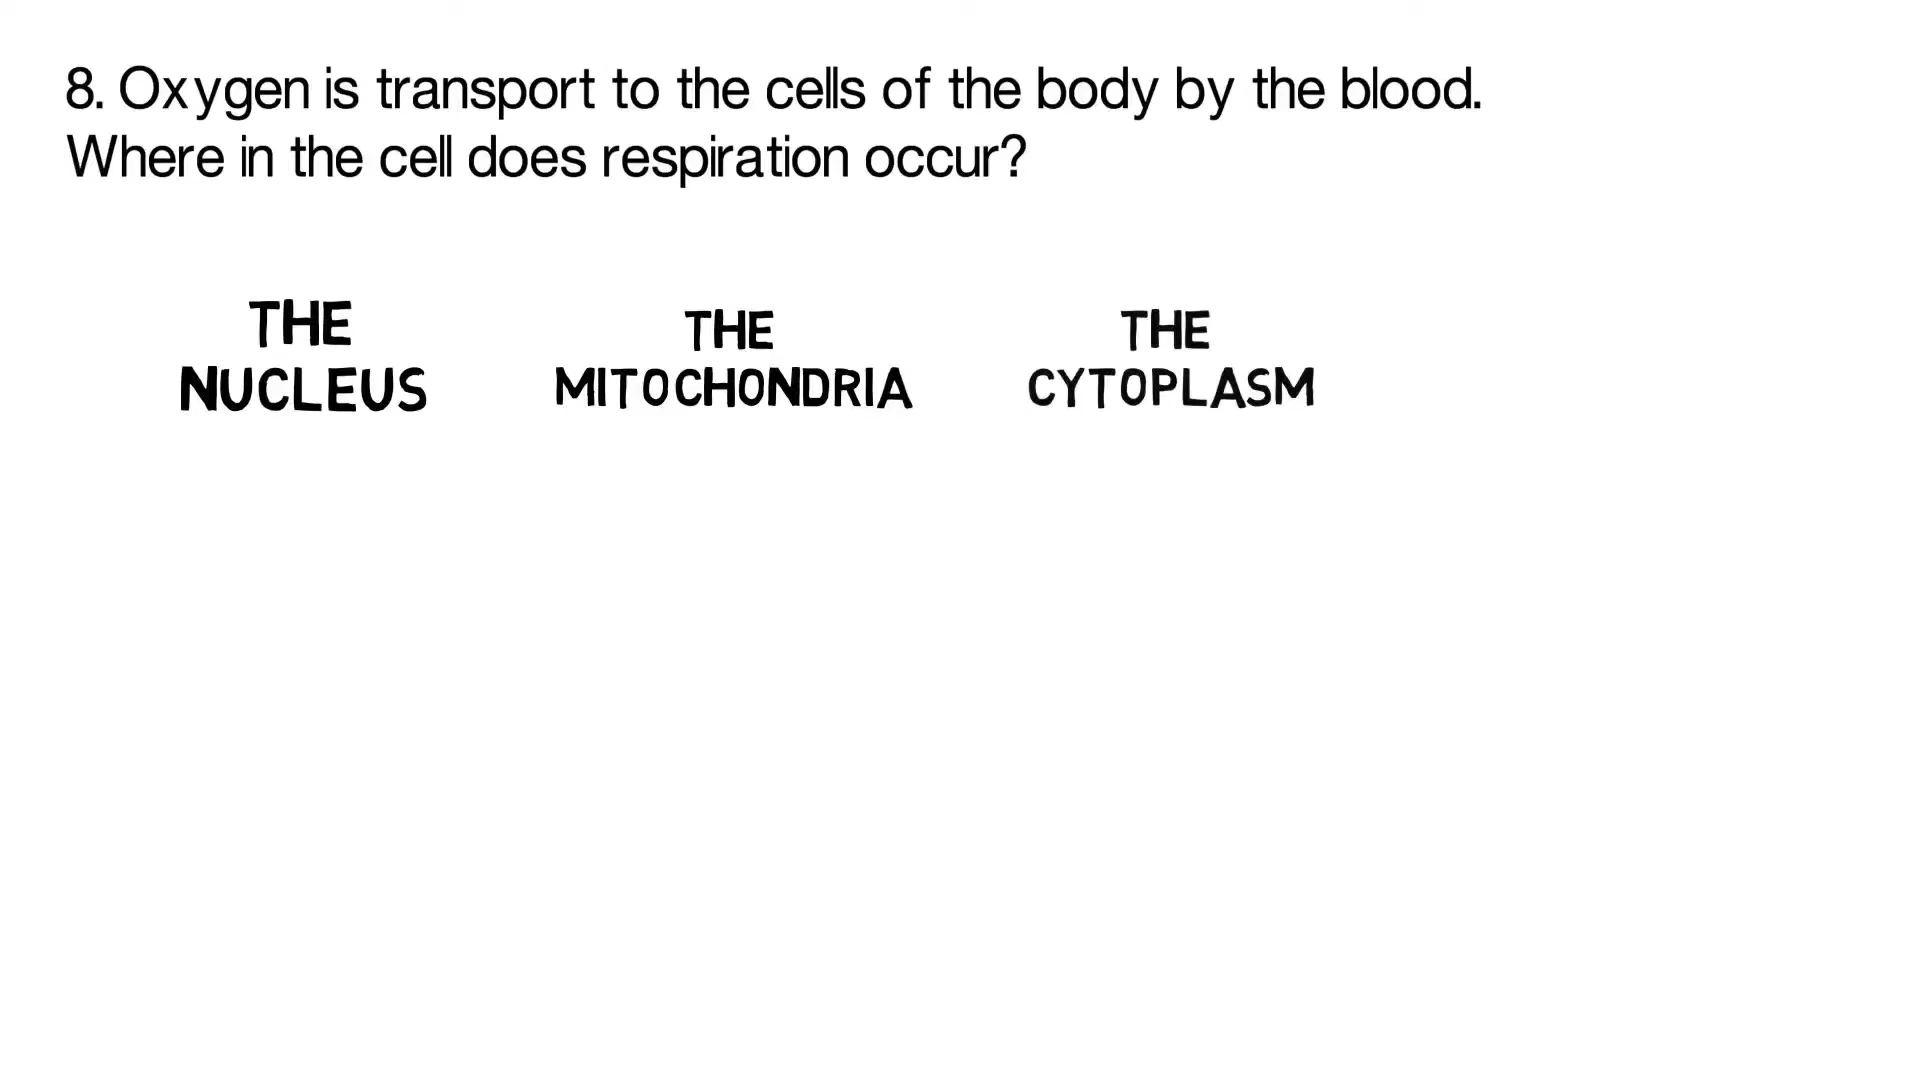 8. Oxygen is transport to the cells of the body by the blood.
Where in the cell does respiration occur?
THE
NUCLEUS
THE
MITOCHONDRIA
THE
CYTOPLASM